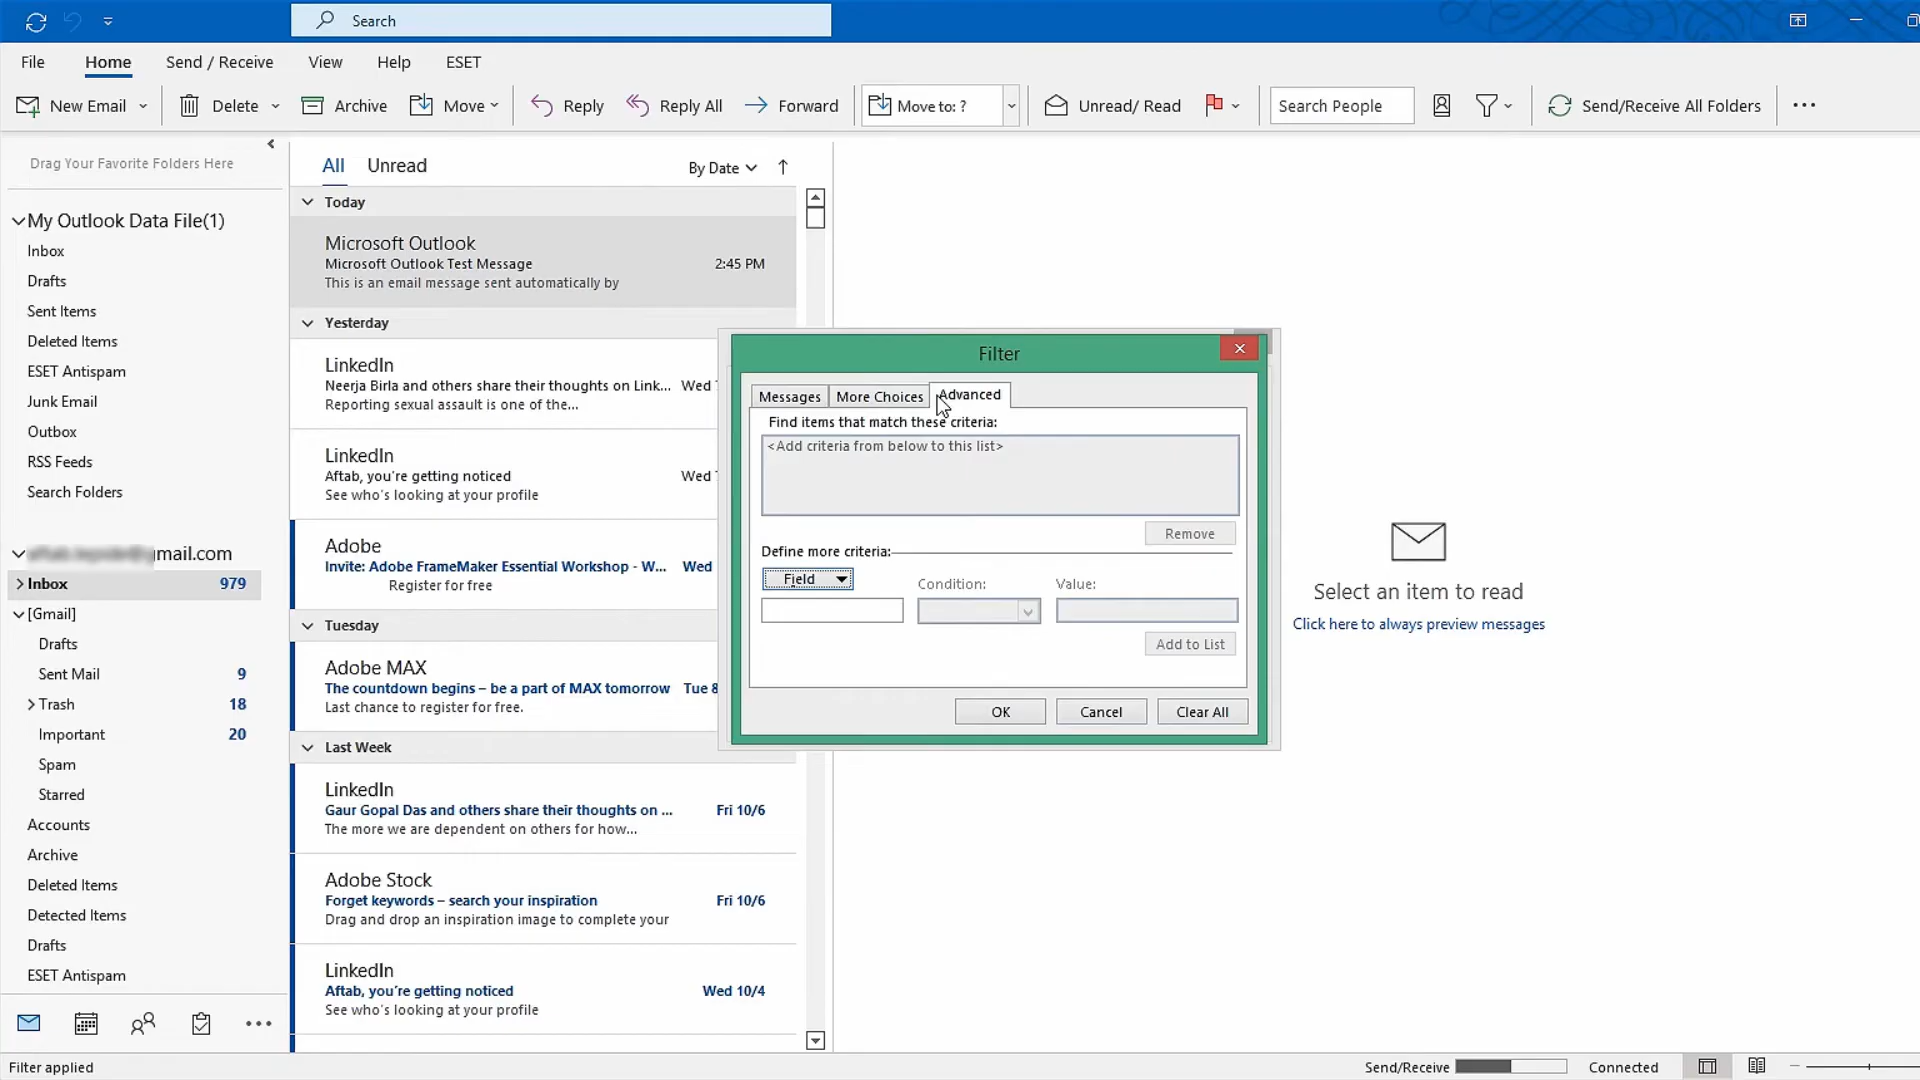 Search
File Home Send / Receive View Help ESET
New Email Delete Archive Move Reply Reply All Forward Move to: ? Unread/ Read Search People Send/Receive All Folders
Drag Your Favorite Folders Here
My Outlook Data File(1)
Inbox
Drafts
Sent Items
Deleted Items
ESET Antispam
Junk Email
Outbox
RSS Feeds
Search Folders
gmail.com
Inbox 979
[Gmail]
Drafts
Sent Mail 9
Trash 18
Important 20
Spam
Starred
Accounts
Archive
Deleted Items
Detected Items
Drafts
ESET Antispam
All Unread By Date
Today
Microsoft Outlook
Microsoft Outlook Test Message 2:45 PM
This is an email message sent automatically by
Yesterday
LinkedIn
Neerja Birla and others share their thoughts on Link... Wed
Reporting sexual assault is one of the...
LinkedIn
Aftab, you're getting noticed Wed
See who's looking at your profile
Adobe
Invite: Adobe FrameMaker Essential Workshop - W... Wed
Register for free
Tuesday
Adobe MAX
The countdown begins – be a part of MAX tomorrow Tue
Last chance to register for free.
Last Week
LinkedIn
Gaur Gopal Das and others share their thoughts on ... Fri 10/6
The more we are dependent on others for how...
Adobe Stock
Forget keywords – search your inspiration Fri 10/6
Drag and drop an inspiration image to complete your
LinkedIn
Aftab, you're getting noticed Wed 10/4
See who's looking at your profile
Filter
Messages More Choices Advanced
Find items that match these criteria:
<Add criteria from below to this list>
Remove
Define more criteria:
Field Condition: Value:
Add to List
OK Cancel Clear All
Select an item to read
Click here to always preview messages
Filter applied Send/Receive Connected